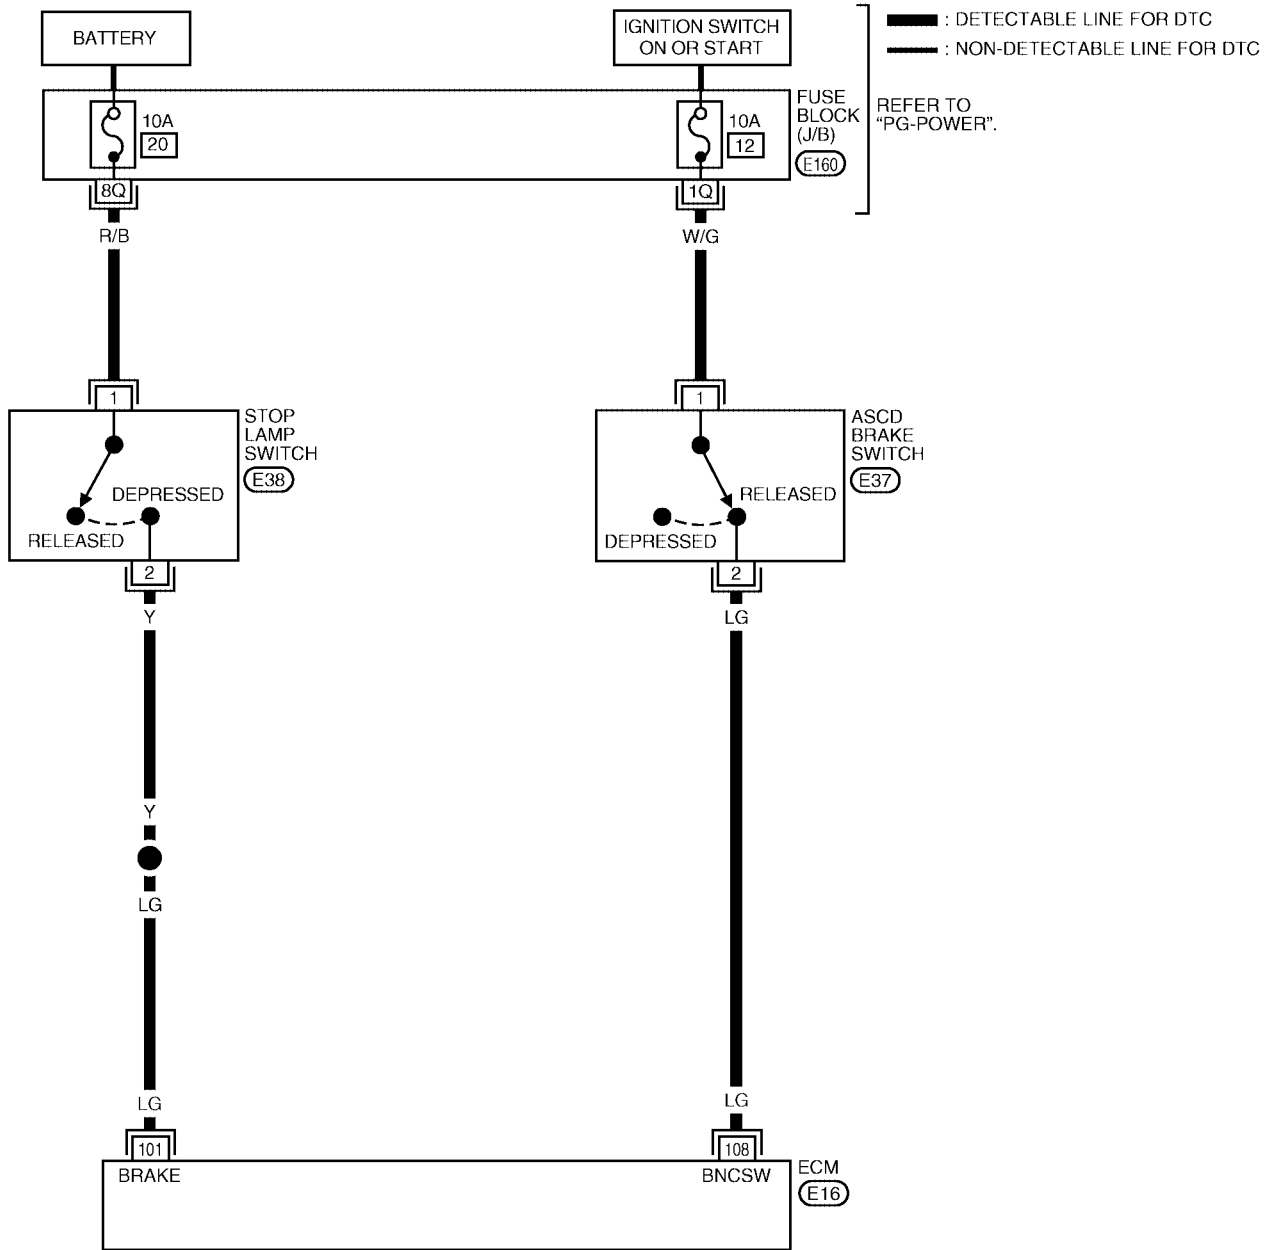 BATTERY
IGNITION SWITCH
ON OR START
: DETECTABLE LINE FOR DTC
: NON-DETECTABLE LINE FOR DTC
10A
20
10A
12
FUSE
BLOCK
(J/B)
E160
REFER TO
"PG-POWER".
8Q
1Q
R/B
W/G
1
1
STOP
LAMP
SWITCH
E38
DEPRESSED
RELEASED
ASCD
BRAKE
SWITCH
E37
RELEASED
DEPRESSED
2
2
Y
LG
Y
LG
LG
LG
101
108
BRAKE
BNCSW
ECM
E16